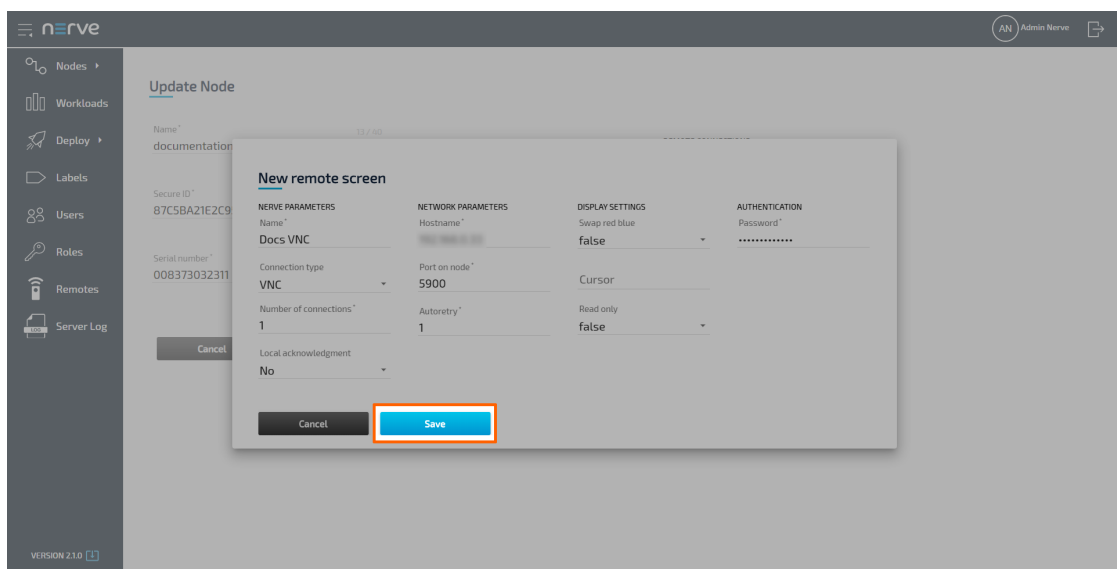 nerve
AN Admin Nerve
Nodes
Workloads
Deploy
Labels
Users
Roles
Remotes
Server Log
VERSION 2.1.0
Update Node
Name*
documentation
Secure ID*
87C5BA21E2C9
Serial number*
008373032311
Cancel
New remote screen
NERVE PARAMETERS
Name*
Docs VNC
Connection type
VNC
Number of connections*
1
Local acknowledgment
No
NETWORK PARAMETERS
Hostname*
Port on node*
5900
Autoretry*
1
DISPLAY SETTINGS
Swap red blue
false
Cursor
Read only
false
AUTHENTICATION
Password*
•••••••••••••
Cancel
Save